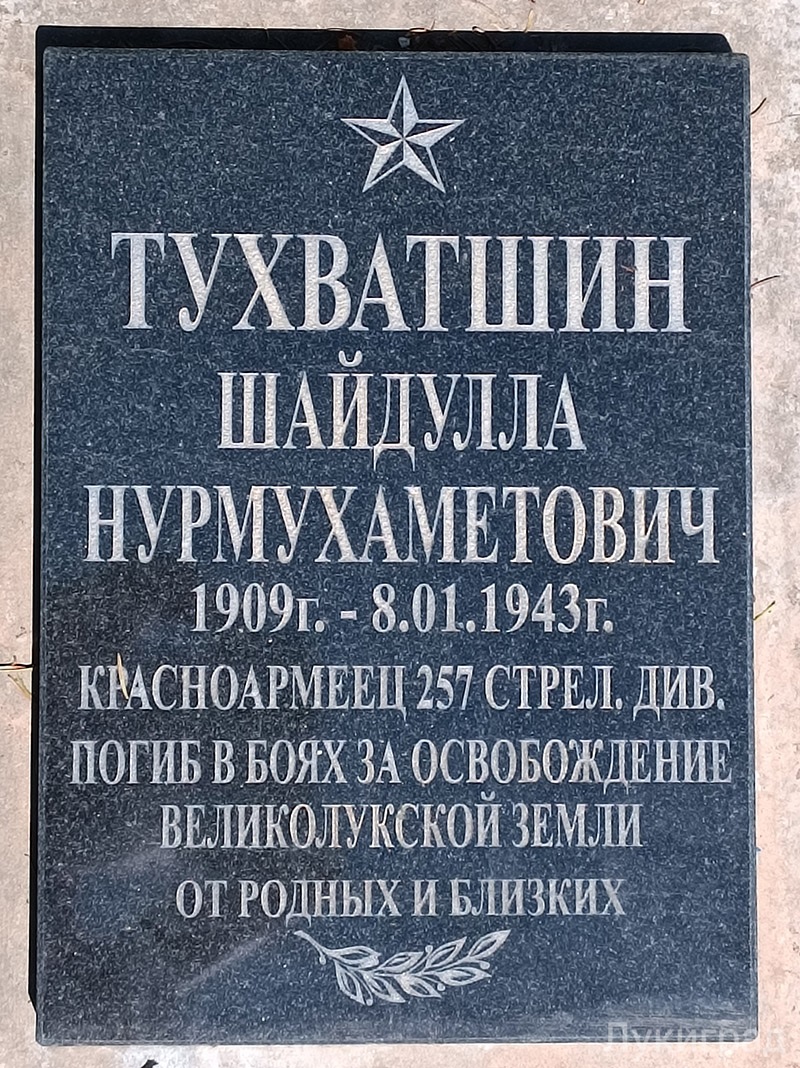 ТУХВАТШИН
ШАЙДУЛЛА
НУРМУХАМЕТОВИЧ
1909г. - 8.01.1943г.
КРАСНОАРМЕЕЦ 257 СТРЕЛ. ДИВ.
ПОГИБ В БОЯХ ЗА ОСВОБОЖДЕНИЕ
ВЕЛИКОЛУКСКОЙ ЗЕМЛИ
ОТ РОДНЫХ И БЛИЗКИХ